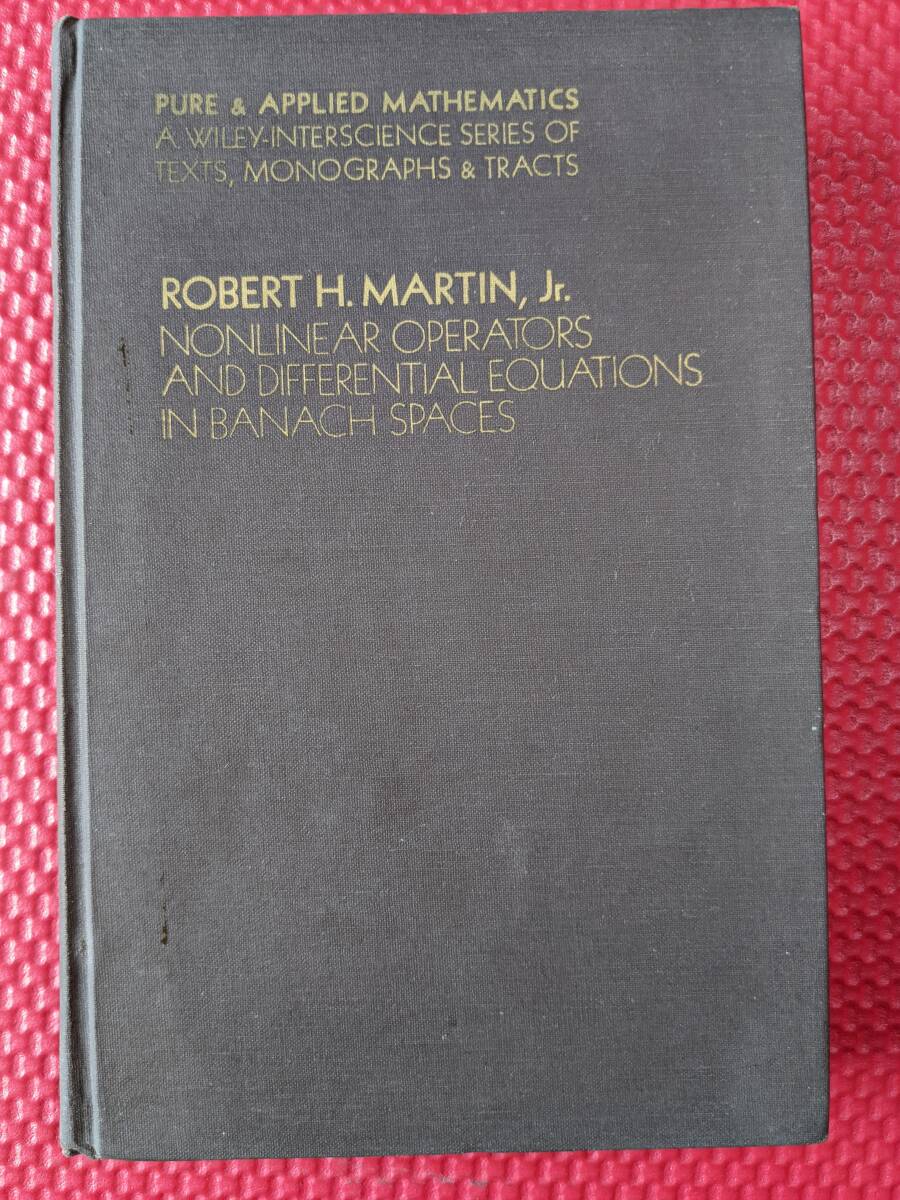 PURE & APPLIED MATHEMATICS
A WILEY-INTERSCIENCE SERIES OF
TEXTS, MONOGRAPHS & TRACTS
ROBERT H. MARTIN, Jr.
NONLINEAR OPERATORS
AND DIFFERENTIAL EQUATIONS
IN BANACH SPACES